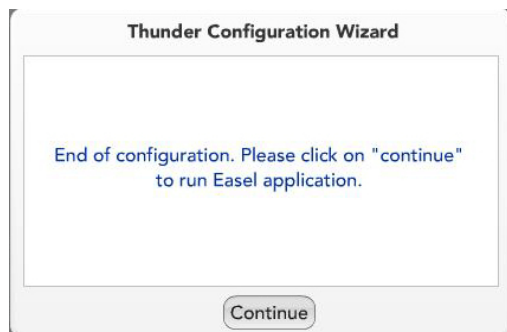 Thunder Configuration Wizard
End of configuration. Please click on "continue"
to run Easel application.
Continue